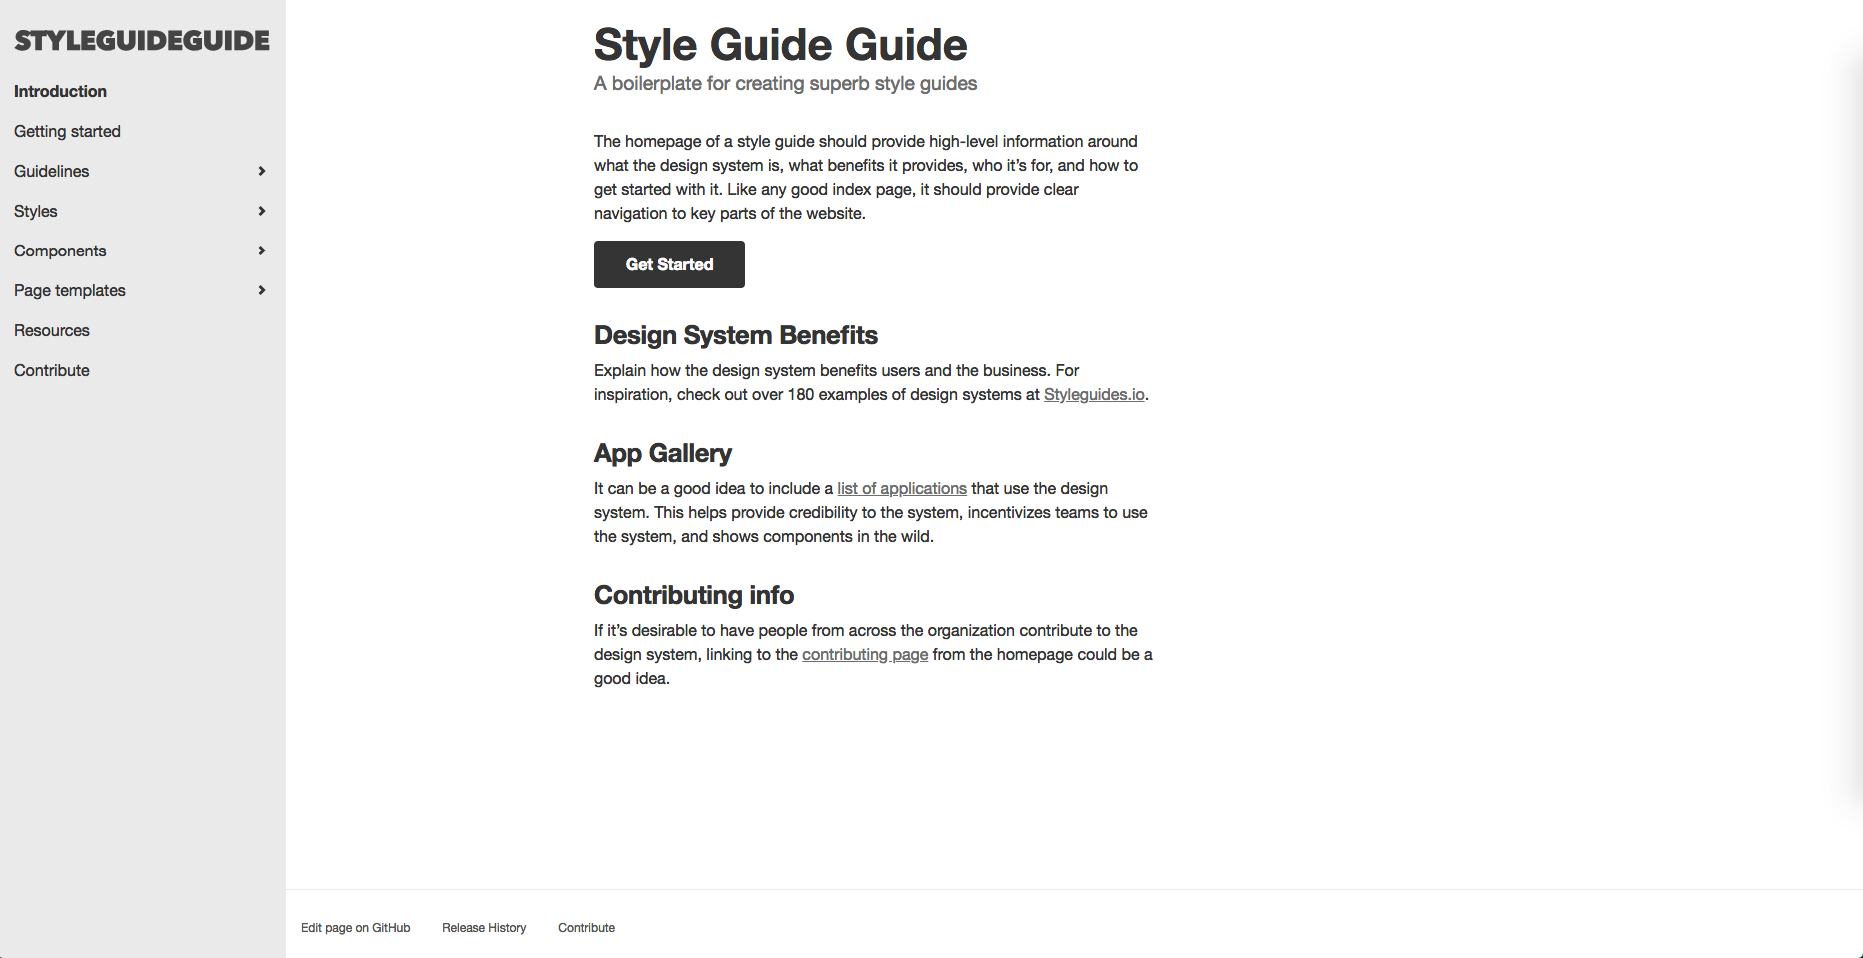 STYLEGUIDEGUIDE
Introduction
Getting started
Guidelines
Styles
Components
Page templates
Resources
Contribute
Style Guide Guide
A boilerplate for creating superb style guides
The homepage of a style guide should provide high-level information around
what the design system is, what benefits it provides, who it’s for, and how to
get started with it. Like any good index page, it should provide clear
navigation to key parts of the website.
Get Started
Design System Benefits
Explain how the design system benefits users and the business. For
inspiration, check out over 180 examples of design systems at Styleguides.io.
App Gallery
It can be a good idea to include a list of applications that use the design
system. This helps provide credibility to the system, incentivizes teams to use
the system, and shows components in the wild.
Contributing info
If it’s desirable to have people from across the organization contribute to the
design system, linking to the contributing page from the homepage could be a
good idea.
Edit page on GitHub
Release History
Contribute